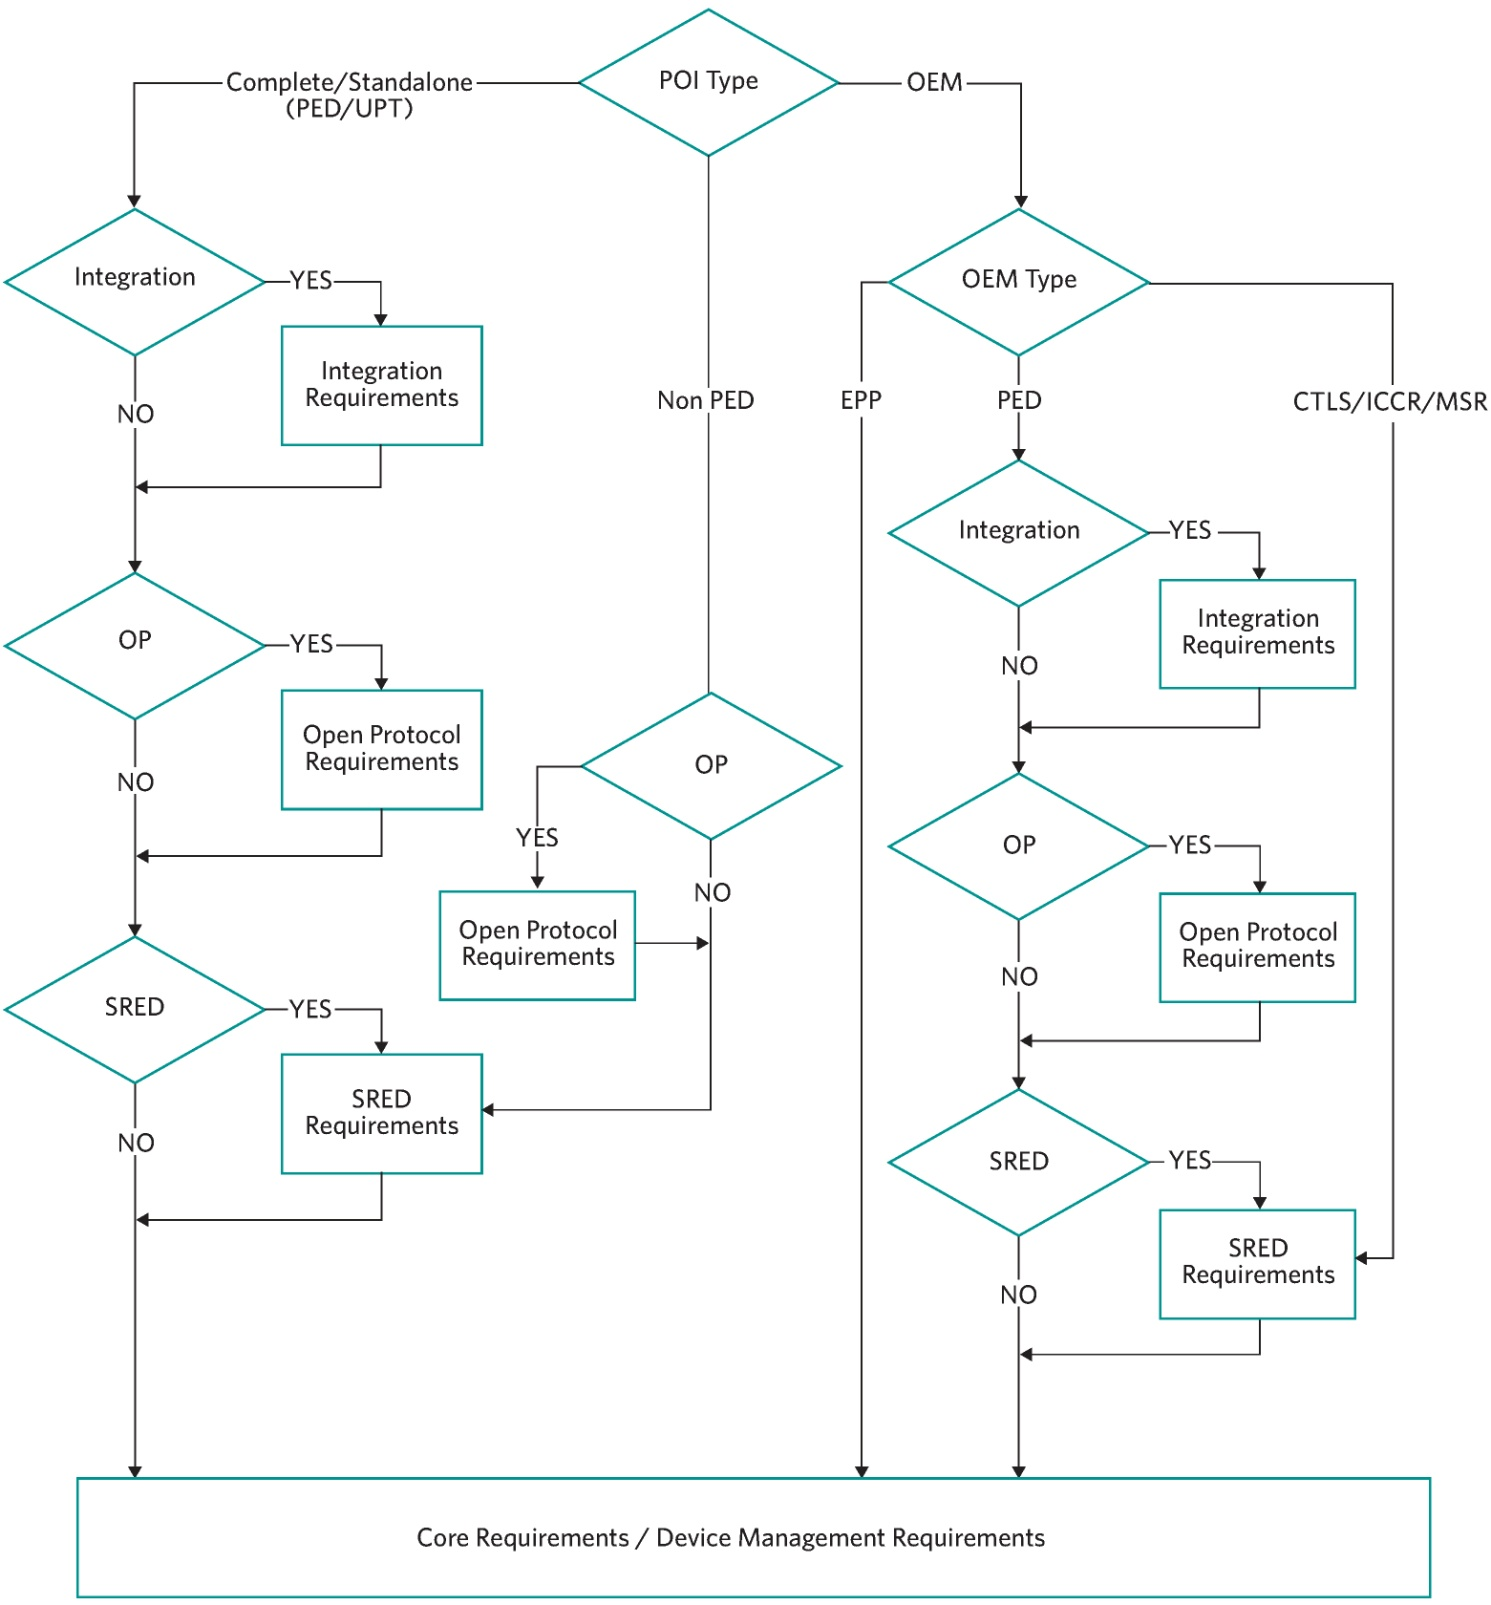 POI Type
Complete/Standalone
(PED/UPT)
OEM
Integration
YES
Integration
Requirements
NO
OEM Type
Non PED
EPP
PED
CTLS/ICCR/MSR
Integration
YES
Integration
Requirements
NO
OP
YES
Open Protocol
Requirements
NO
OP
YES
NO
Open Protocol
Requirements
OP
YES
Open Protocol
Requirements
NO
SRED
YES
SRED
Requirements
NO
SRED
YES
SRED
Requirements
NO
Core Requirements / Device Management Requirements